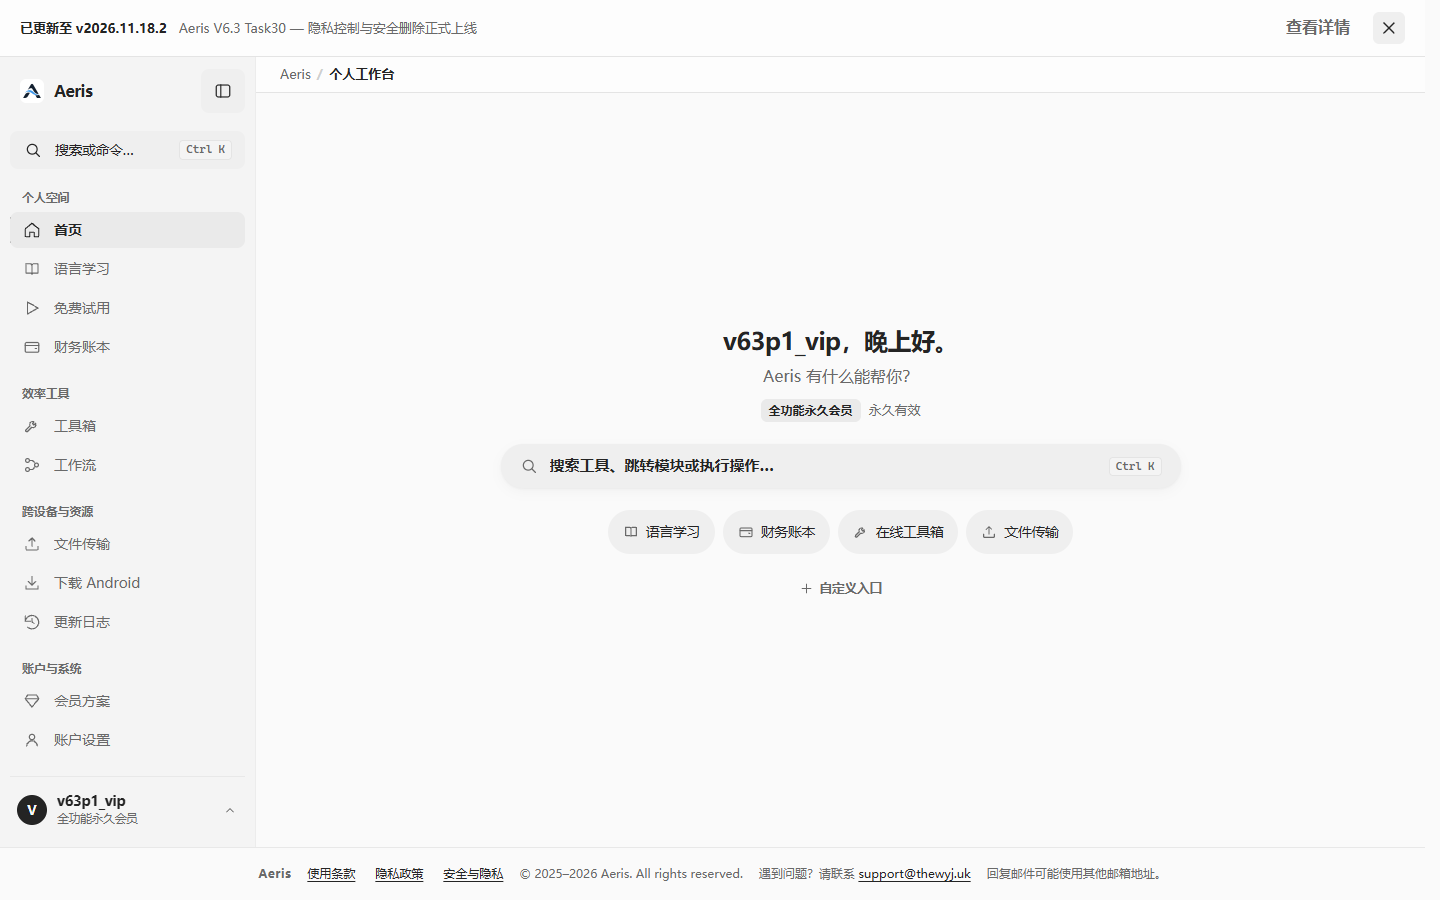 已更新至 v2026.11.18.2 Aeris V6.3 Task30 — 隐私控制与安全删除正式上线 查看详情
Aeris
Aeris / 个人工作台
搜索或命令... Ctrl K
个人空间
首页
语言学习
免费试用
财务账本
效率工具
工具箱
工作流
跨设备与资源
文件传输
下载 Android
更新日志
账户与系统
会员方案
账户设置
V
v63p1_vip
全功能永久会员
v63p1_vip，晚上好。
Aeris 有什么能帮你？
全功能永久会员 永久有效
搜索工具、跳转模块或执行操作... Ctrl K
语言学习 财务账本 在线工具箱 文件传输
自定义入口
Aeris 使用条款 隐私政策 安全与隐私 © 2025–2026 Aeris. All rights reserved. 遇到问题？请联系 support@thewyj.uk 回复邮件可能使用其他邮箱地址。